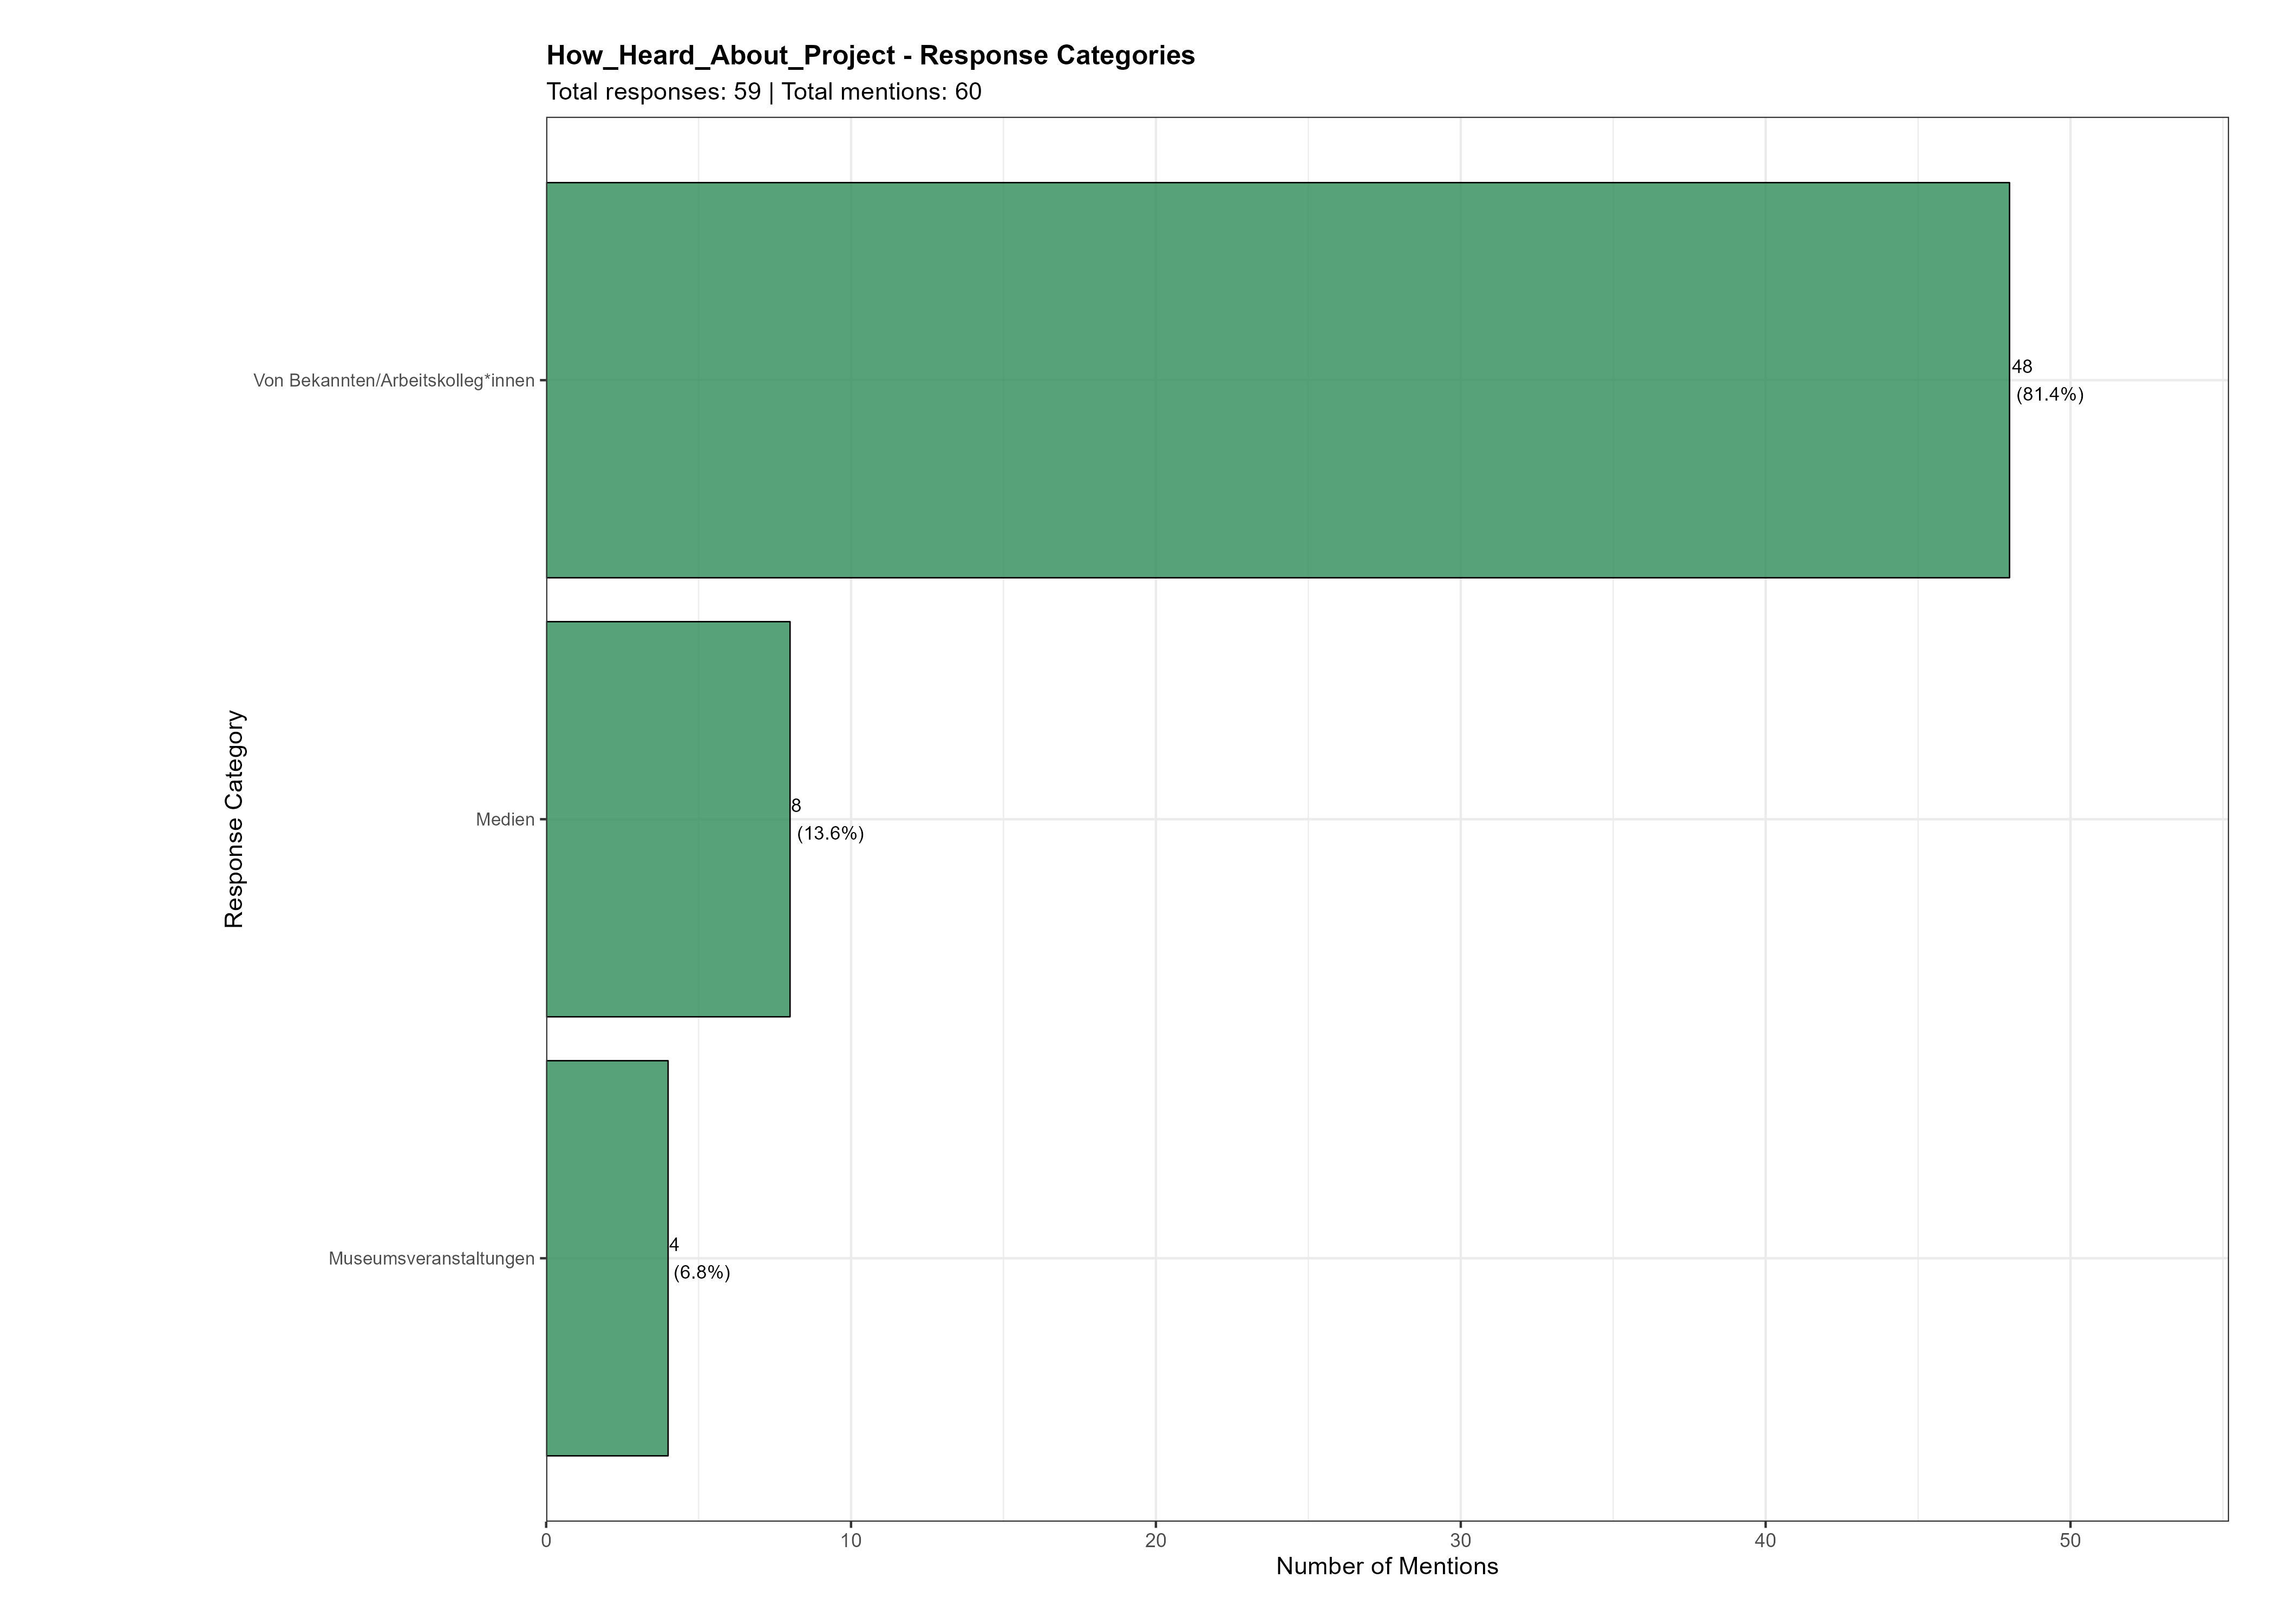 How_Heard_About_Project - Response Categories
Total responses: 59 | Total mentions: 60
Response Category
Von Bekannten/Arbeitskolleg*innen
48
(81.4%)
Medien
8
(13.6%)
Museumsveranstaltungen
4
(6.8%)
0 10 20 30 40 50
Number of Mentions